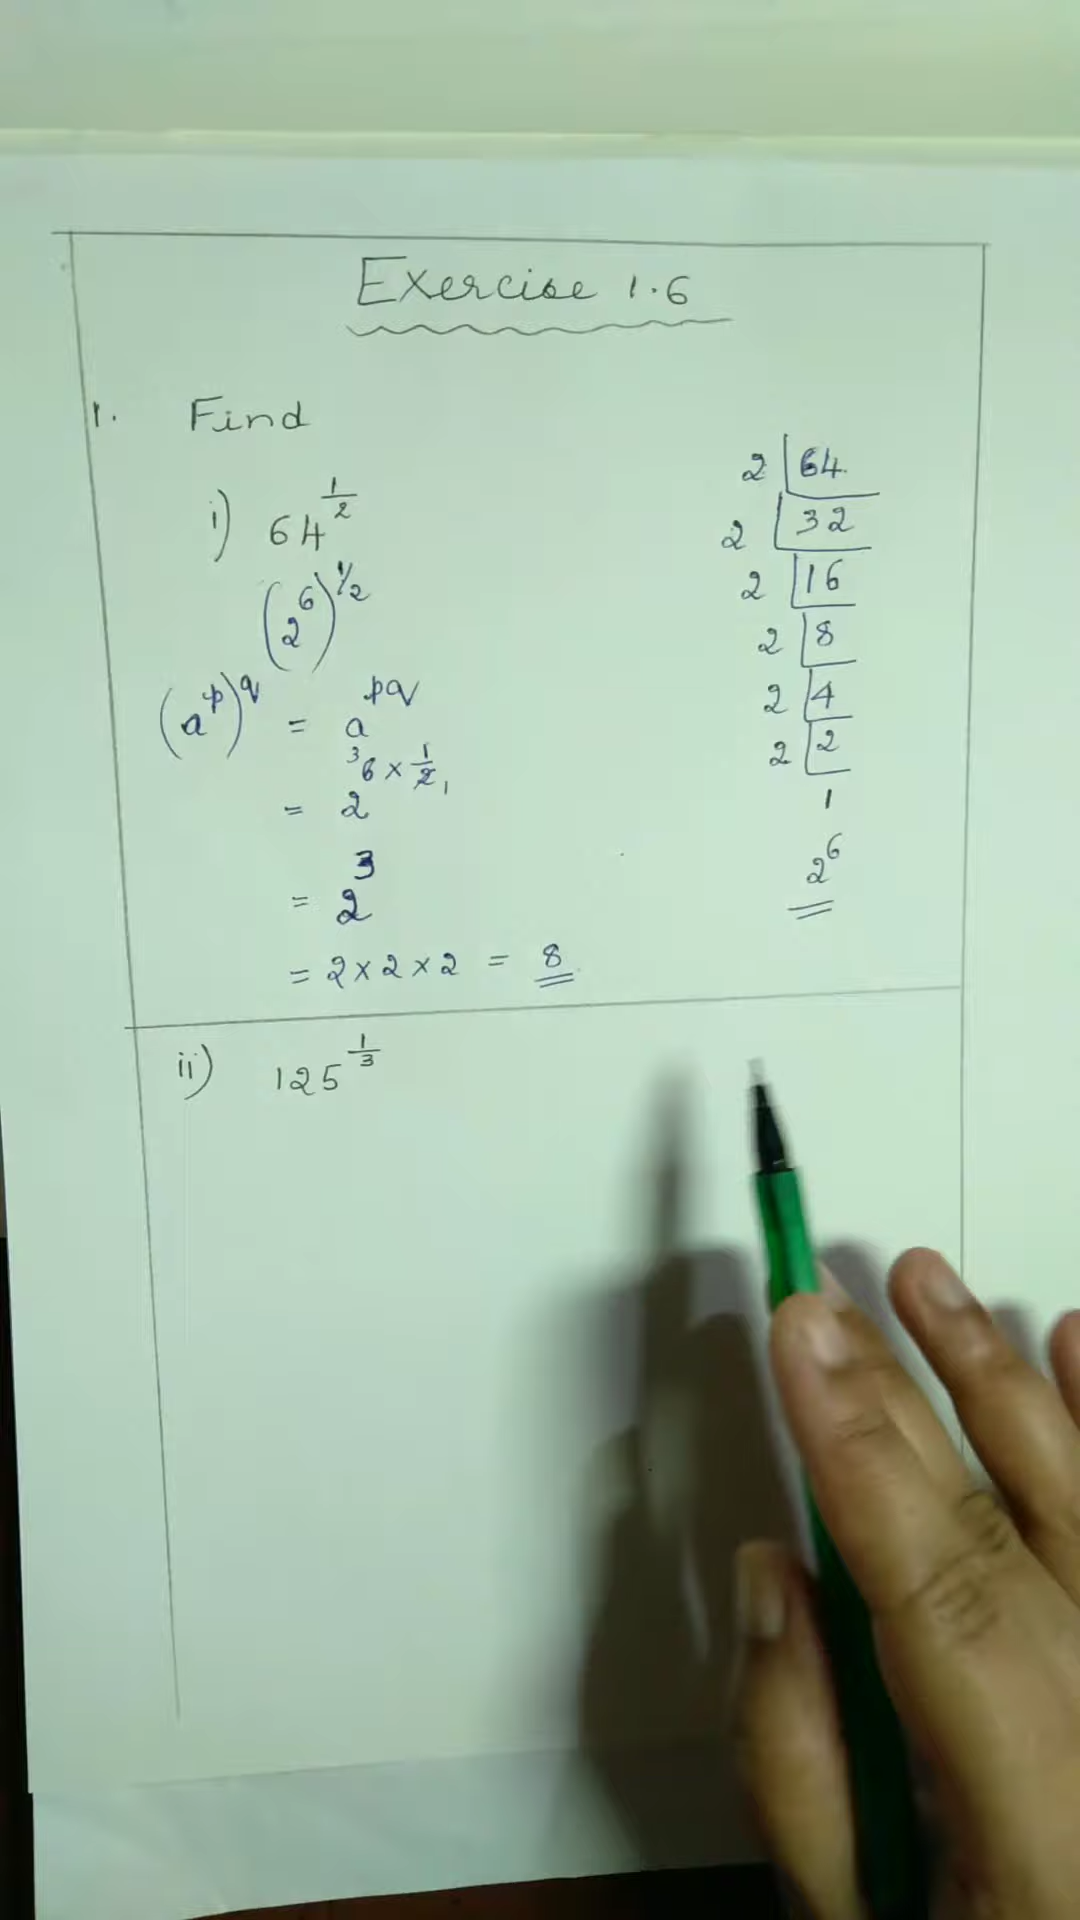 Exercise 1.6
1. Find
i) 64^(1/2)
(2^6)^(1/2)
(a^p)^q = a^(pq)
= 2^(6 × 1/2) 3 1
= 2^3
= 2 × 2 × 2 = 8
2 | 64
2 | 32
2 | 16
2 | 8
2 | 4
2 | 2
1
2^6
ii) 125^(1/3)